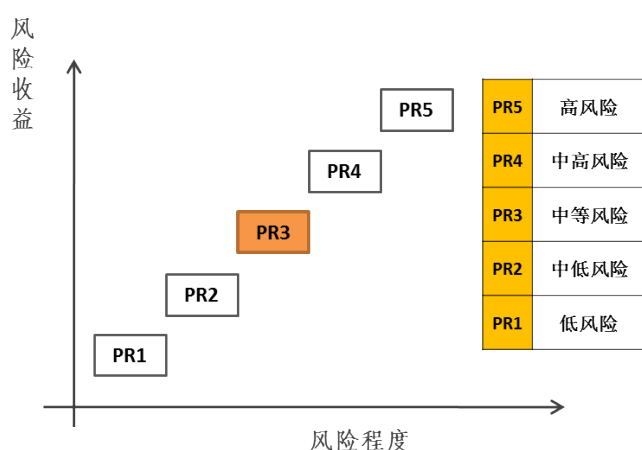 风险收益
PR5
PR4
PR3
PR2
PR1
风险程度
PR5 高风险
PR4 中高风险
PR3 中等风险
PR2 中低风险
PR1 低风险